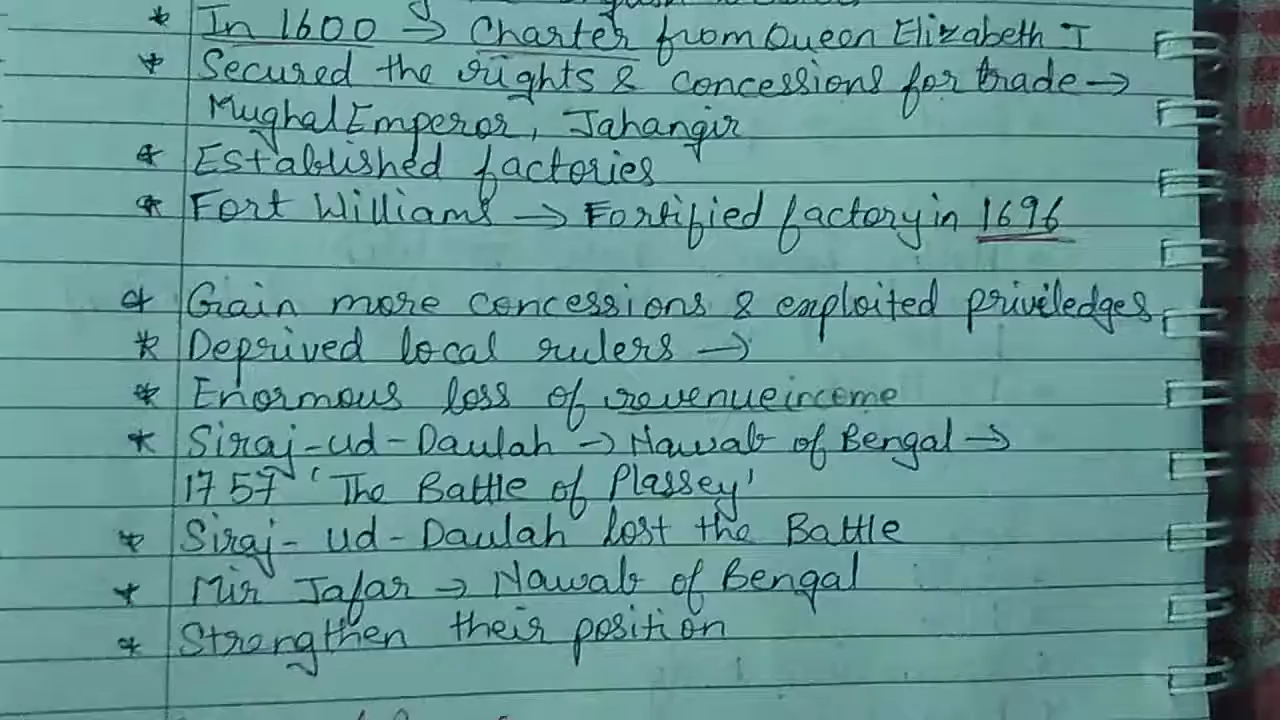 * In 1600 → Charter from Queen Elizabeth I
* Secured the rights & concessions for trade →
Mughal Emperor, Jahangir
* Established factories
* Fort Williams → Fortified factory in 1696
* Gain more concessions & exploited priviledges
* Deprived local rulers →
* Enormous loss of revenue income
* Siraj-ud-Daulah → Nawab of Bengal →
1757 'The Battle of Plassey'
* Siraj-ud-Daulah lost the Battle
* Mir Jafar → Nawab of Bengal
* Strengthen their position